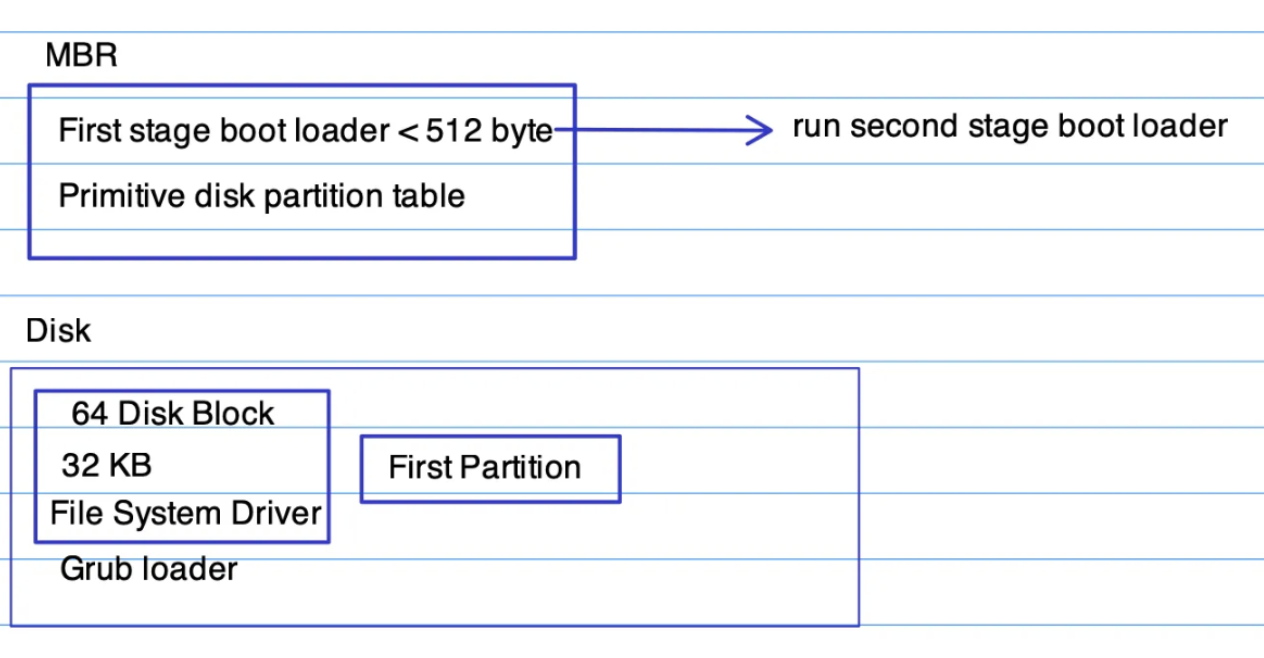 MBR
First stage boot loader < 512 byte
run second stage boot loader
Primitive disk partition table
Disk
64 Disk Block
32 KB
First Partition
File System Driver
Grub loader